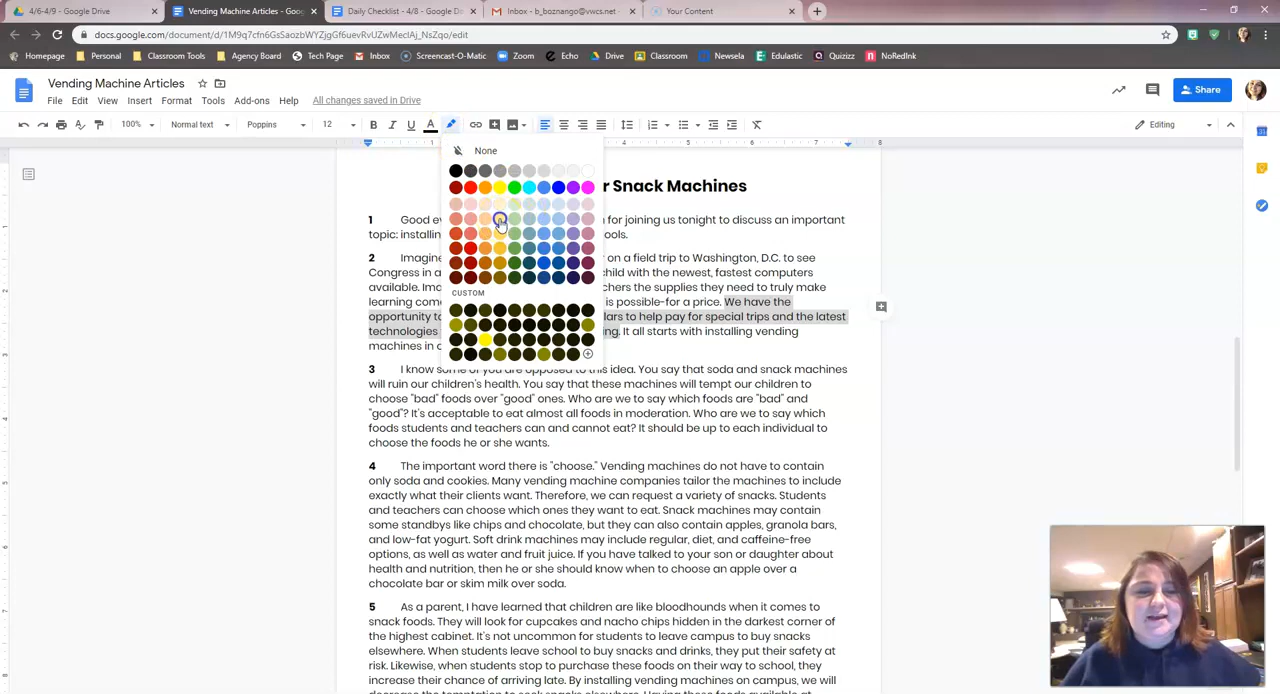 4/6-4/9 - Google Drive
Vending Machine Articles - Goo
Daily Checklist - 4/8 - Google D
Inbox - b_boznango@vwcs.net -
Your Content
docs.google.com/document/d/
/edit
Homepage
Personal
Classroom Tools
Agency Board
Tech Page
Inbox
Screencast-O-Matic
Zoom
Echo
Drive
Classroom
Newsela
Edulastic
Quizizz
NoRedInk
Vending Machine Articles
File Edit View Insert Format Tools Add-ons Help All changes saved in Drive
Share
100% Normal text Poppins 12 B I U A Editing
1 4 5 6 7 8
None
CUSTOM
r Snack Machines
1 Good ev for joining us tonight to discuss an important
topic: installin ools.
2 Imagine r on a field trip to Washington, D.C. to see
Congress in a child with the newest, fastest computers
available. Ima chers the supplies they need to truly make
learning com is possible-for a price. We have the
opportunity to lars to help pay for special trips and the latest
technologies ng. It all starts with installing vending
machines in o
3 I know some of you are opposed to this idea. You say that soda and snack machines
will ruin our children's health. You say that these machines will tempt our children to
choose "bad" foods over "good" ones. Who are we to say which foods are "bad" and
"good"? It's acceptable to eat almost all foods in moderation. Who are we to say which
foods students and teachers can and cannot eat? It should be up to each individual to
choose the foods he or she wants.
4 The important word there is "choose." Vending machines do not have to contain
only soda and cookies. Many vending machine companies tailor the machines to include
exactly what their clients want. Therefore, we can request a variety of snacks. Students
and teachers can choose which ones they want to eat. Snack machines may contain
some standbys like chips and chocolate, but they can also contain apples, granola bars,
and low-fat yogurt. Soft drink machines may include regular, diet, and caffeine-free
options, as well as water and fruit juice. If you have talked to your son or daughter about
health and nutrition, then he or she should know when to choose an apple over a
chocolate bar or skim milk over soda.
5 As a parent, I have learned that children are like bloodhounds when it comes to
snack foods. They will look for cupcakes and nacho chips hidden in the darkest corner of
the highest cabinet. It's not uncommon for students to leave campus to buy snacks
elsewhere. When students leave school to buy snacks and drinks, they put their safety at
risk. Likewise, when students stop to purchase these foods on their way to school, they
increase their chance of arriving late. By installing vending machines on campus, we will
decrease the temptation to seek snacks elsewhere. Having these foods available at